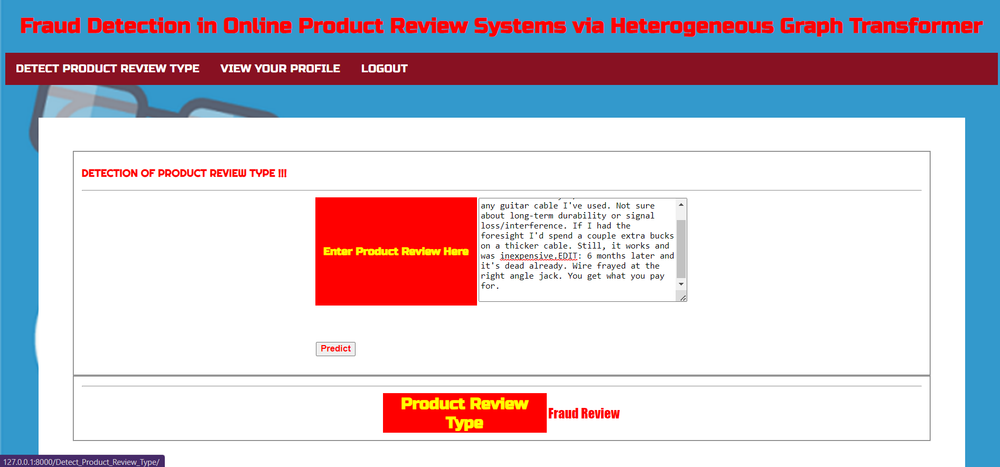 Fraud Detection in Online Product Review Systems via Heterogeneous Graph Transformer
DETECT PRODUCT REVIEW TYPE VIEW YOUR PROFILE LOGOUT
DETECTION OF PRODUCT REVIEW TYPE !!!
Enter Product Review Here
any guitar cable I've used. Not sure
about long-term durability or signal
loss/interference. If I had the
foresight I'd spend a couple extra bucks
on a thicker cable. Still, it works and
was inexpensive.EDIT: 6 months later and
it's dead already. Wire frayed at the
right angle jack. You get what you pay
for.
Predict
Product Review
Type
Fraud Review
127.0.0.1:8000/Detect_Product_Review_Type/